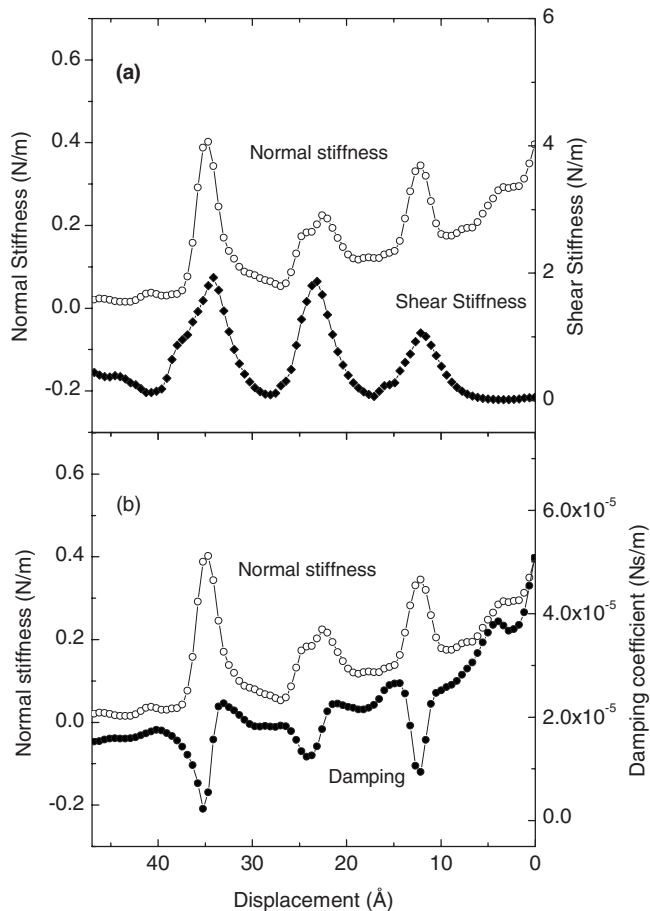 (a)
0.6
0.4
0.2
0.0
-0.2
Normal Stiffness (N/m)
6
4
2
0
Shear Stiffness (N/m)
Normal stiffness
Shear Stiffness
(b)
0.6
0.4
0.2
0.0
-0.2
Normal stiffness (N/m)
6.0x10-5
4.0x10-5
2.0x10-5
0.0
Damping coefficient (Ns/m)
Normal stiffness
Damping
40 30 20 10 0
Displacement (Å)